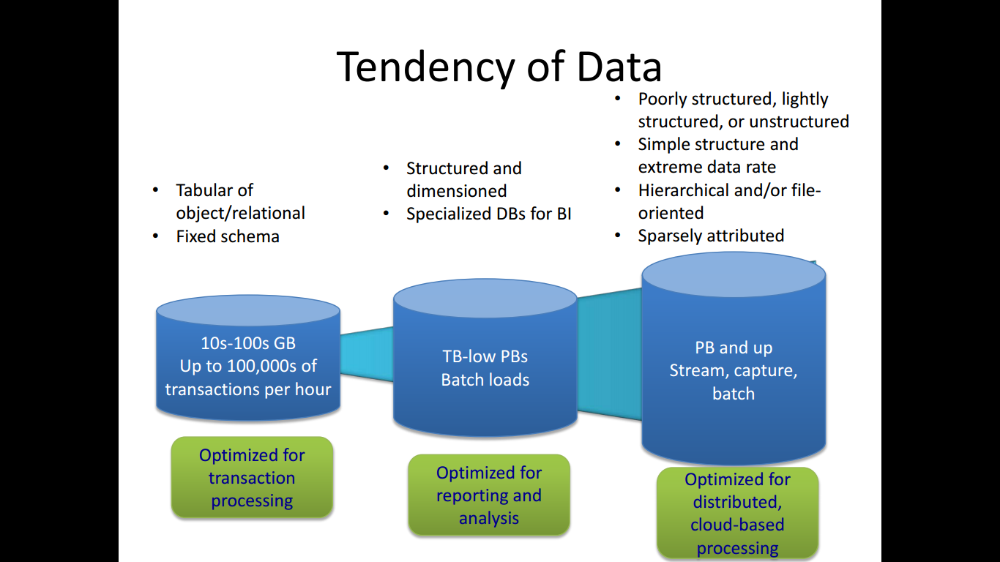 Tendency of Data
• Tabular of
object/relational
• Fixed schema
• Structured and
dimensioned
• Specialized DBs for BI
• Poorly structured, lightly
structured, or unstructured
• Simple structure and
extreme data rate
• Hierarchical and/or file-
oriented
• Sparsely attributed
10s-100s GB
Up to 100,000s of
transactions per hour
TB-low PBs
Batch loads
PB and up
Stream, capture,
batch
Optimized for
transaction
processing
Optimized for
reporting and
analysis
Optimized for
distributed,
cloud-based
processing